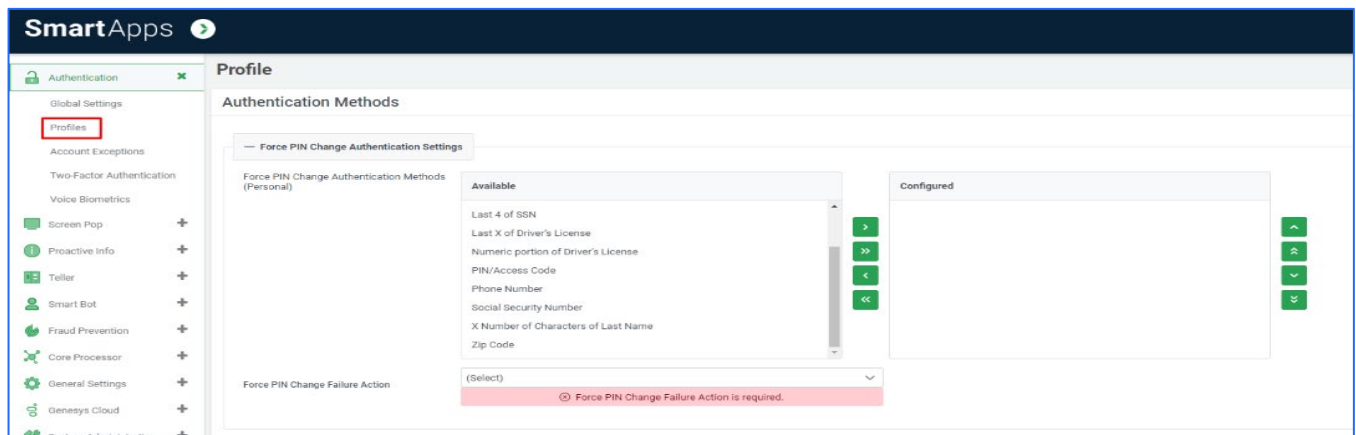 SmartApps
Authentication
Global Settings
Profiles
Account Exceptions
Two-Factor Authentication
Voice Biometrics
Screen Pop
Proactive Info
Teller
Smart Bot
Fraud Prevention
Core Processor
General Settings
Genesys Cloud
Profile
Authentication Methods
Force PIN Change Authentication Settings
Force PIN Change Authentication Methods
(Personal)
Available
Last 4 of SSN
Last X of Driver's License
Numeric portion of Driver's License
PIN/Access Code
Phone Number
Social Security Number
X Number of Characters of Last Name
Zip Code
Configured
Force PIN Change Failure Action
(Select)
Force PIN Change Failure Action is required.